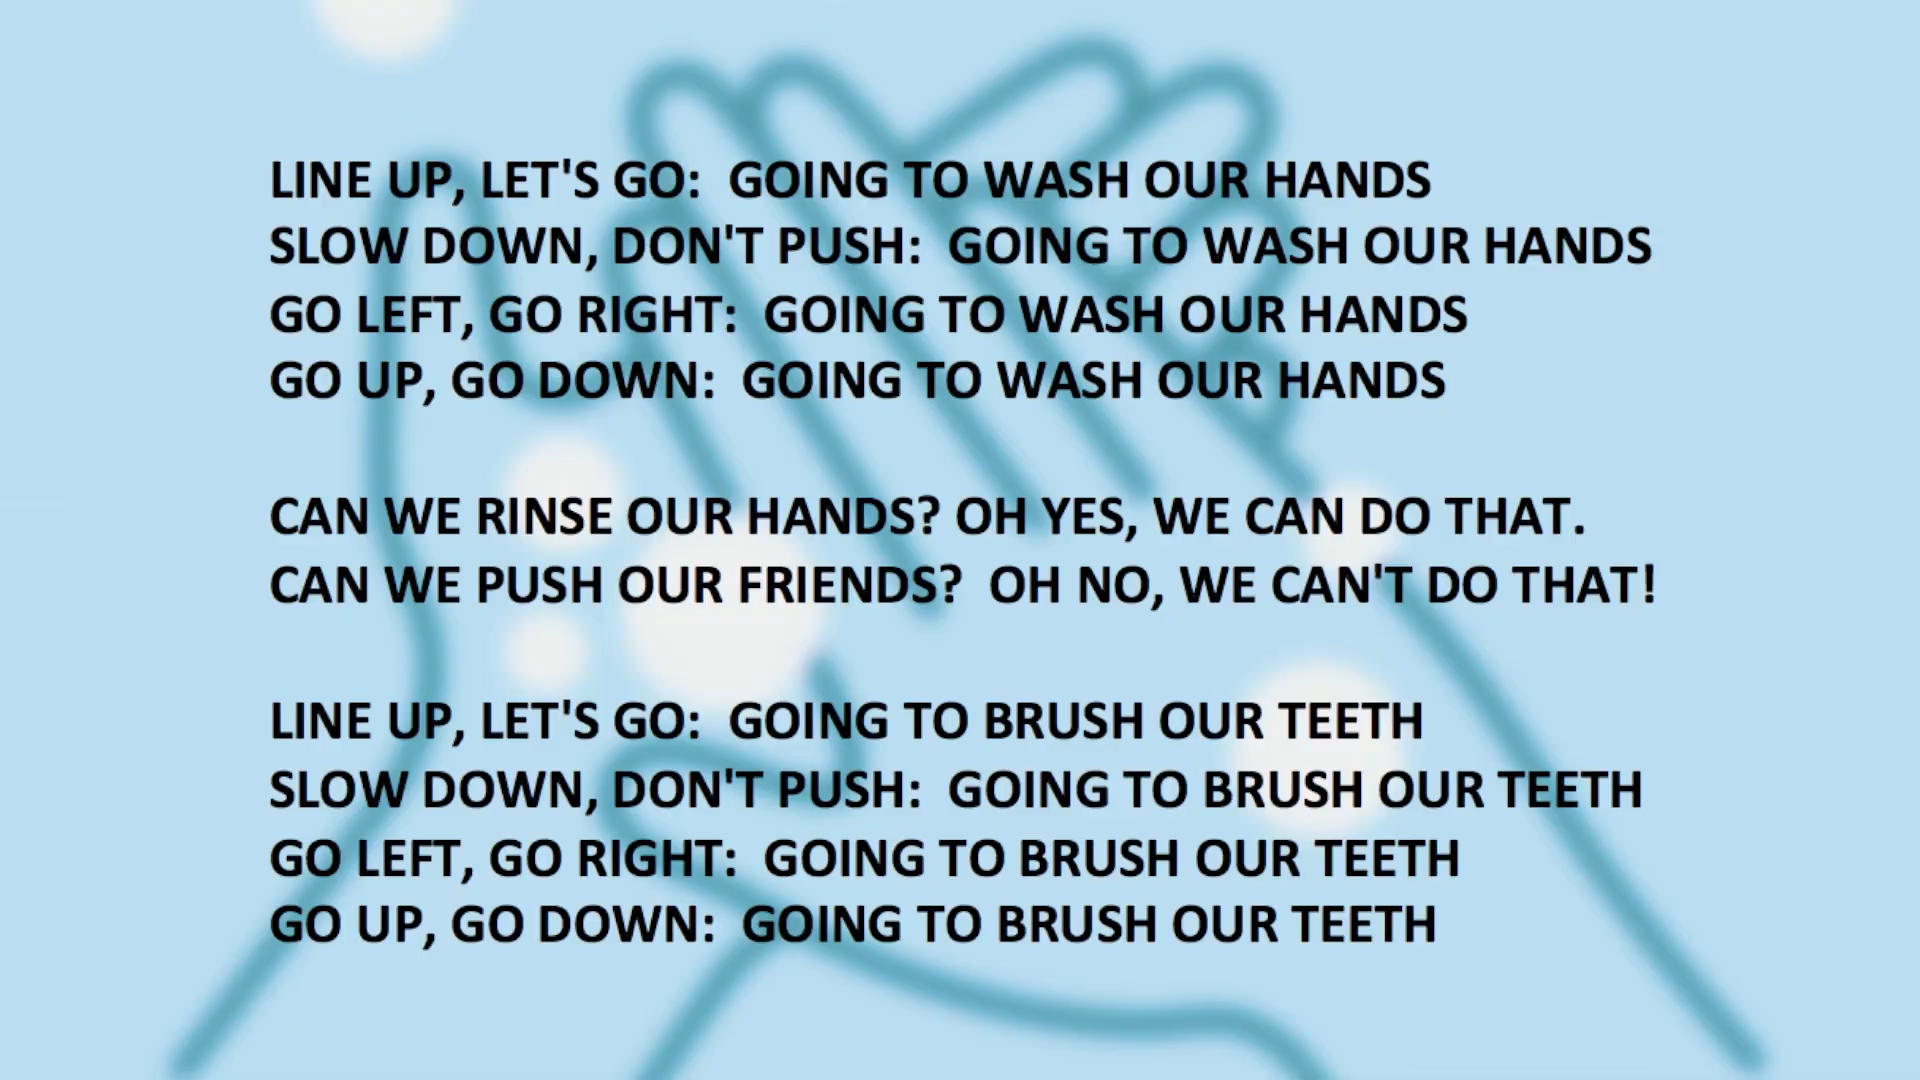 LINE UP, LET'S GO:  GOING TO WASH OUR HANDS
SLOW DOWN, DON'T PUSH:  GOING TO WASH OUR HANDS
GO LEFT, GO RIGHT:  GOING TO WASH OUR HANDS
GO UP, GO DOWN:  GOING TO WASH OUR HANDS
CAN WE RINSE OUR HANDS? OH YES, WE CAN DO THAT.
CAN WE PUSH OUR FRIENDS?  OH NO, WE CAN'T DO THAT!
LINE UP, LET'S GO:  GOING TO BRUSH OUR TEETH
SLOW DOWN, DON'T PUSH:  GOING TO BRUSH OUR TEETH
GO LEFT, GO RIGHT:  GOING TO BRUSH OUR TEETH
GO UP, GO DOWN:  GOING TO BRUSH OUR TEETH